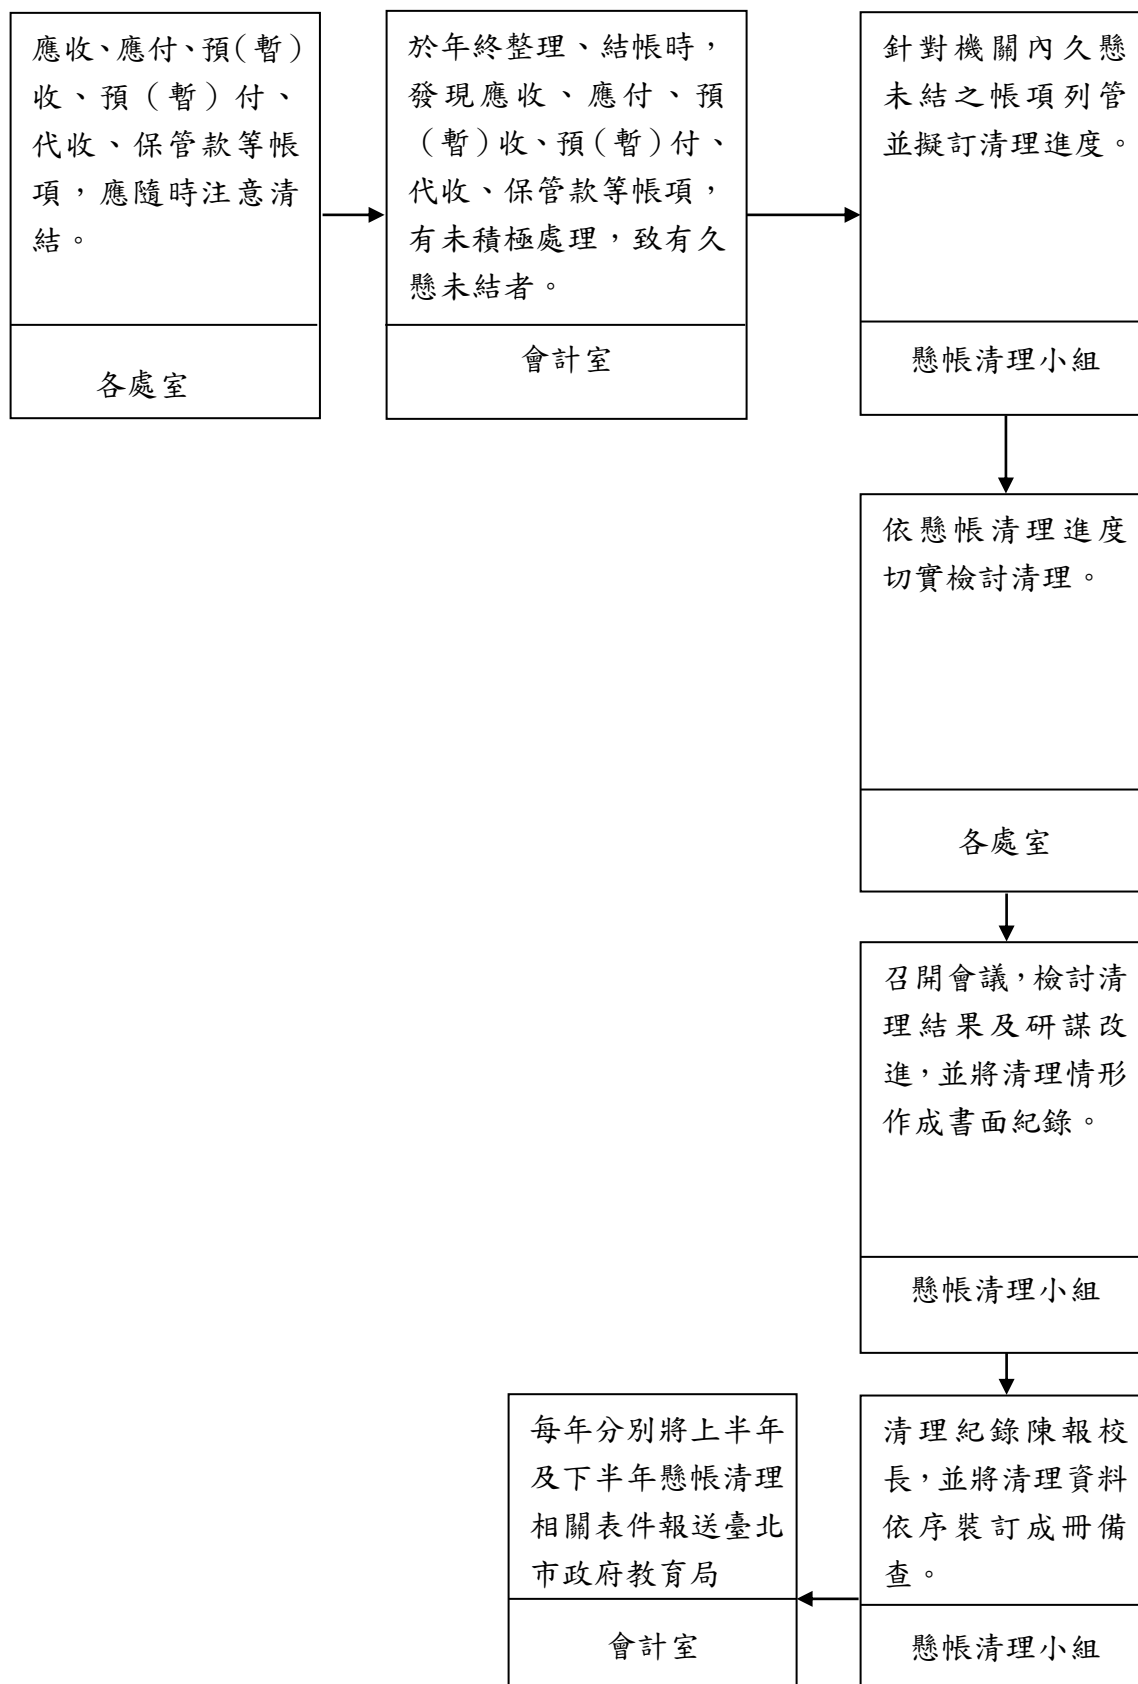 應收、應付、預(暫)
收、預（暫）付、
代收、保管款等帳
項，應隨時注意清
結。
各處室
於年終整理、結帳時，
發現應收、應付、預
（暫）收、預（暫）付、
代收、保管款等帳項，
有未積極處理，致有久
懸未結者。
會計室
針對機關內久懸
未結之帳項列管
並擬訂清理進度。
懸帳清理小組
依懸帳清理進度
切實檢討清理。
各處室
召開會議，檢討清
理結果及研謀改
進，並將清理情形
作成書面紀錄。
懸帳清理小組
清理紀錄陳報校
長，並將清理資料
依序裝訂成冊備
查。
懸帳清理小組
每年分別將上半年
及下半年懸帳清理
相關表件報送臺北
市政府教育局
會計室